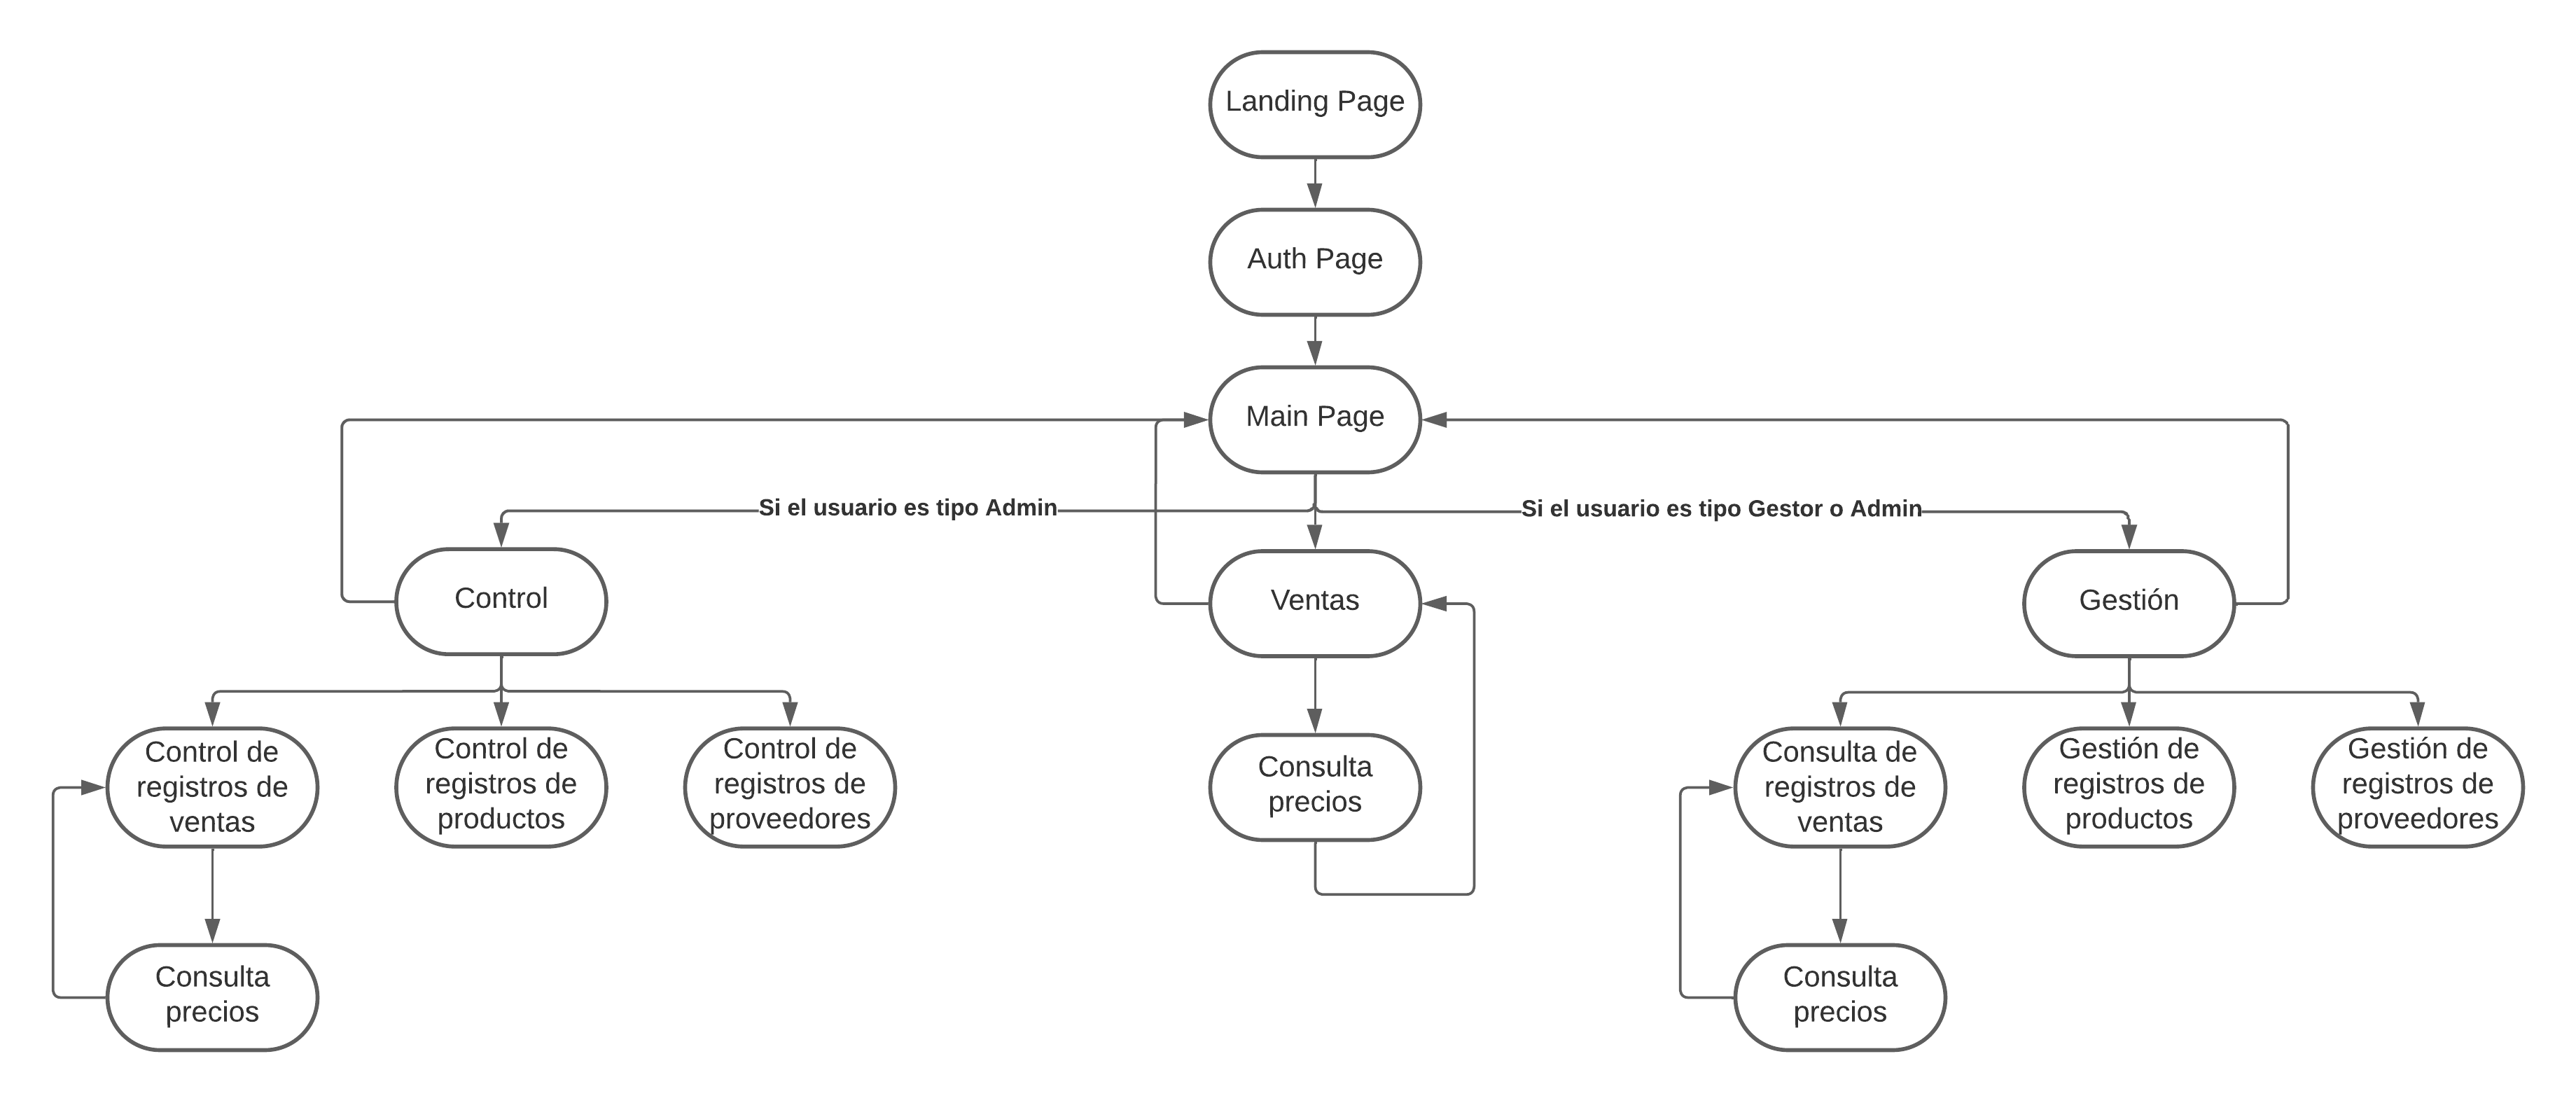 Landing Page
Auth Page
Main Page
Si el usuario es tipo Admin
Si el usuario es tipo Gestor o Admin
Control
Ventas
Gestión
Control de
registros de
ventas
Control de
registros de
productos
Control de
registros de
proveedores
Consulta
precios
Consulta de
registros de
ventas
Gestión de
registros de
productos
Gestión de
registros de
proveedores
Consulta
precios
Consulta
precios